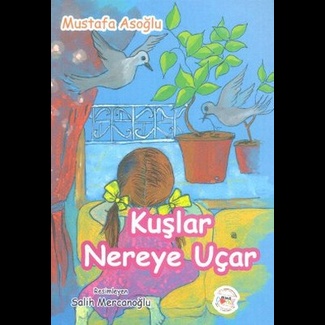 Mustafa Asoğlu
Kuşlar
Nereye Uçar
Resimleyen
Salih Mercanoğlu